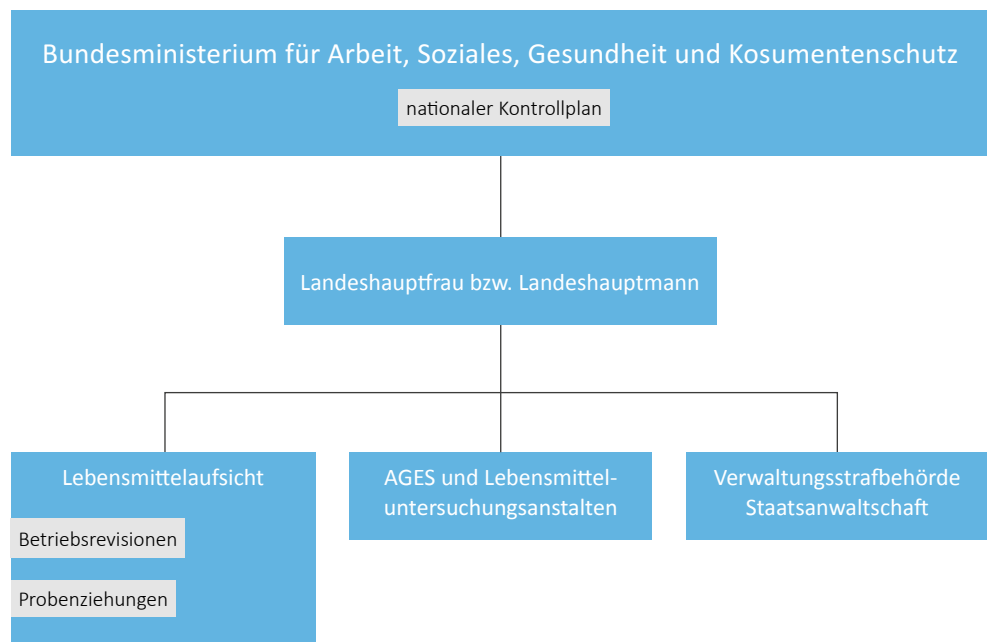 Bundesministerium für Arbeit, Soziales, Gesundheit und Kosumentenschutz
nationaler Kontrollplan
Landeshauptfrau bzw. Landeshauptmann
Lebensmittelaufsicht
Betriebsrevisionen
Probenziehungen
AGES und Lebensmittel-
untersuchungsanstalten
Verwaltungsstrafbehörde
Staatsanwaltschaft